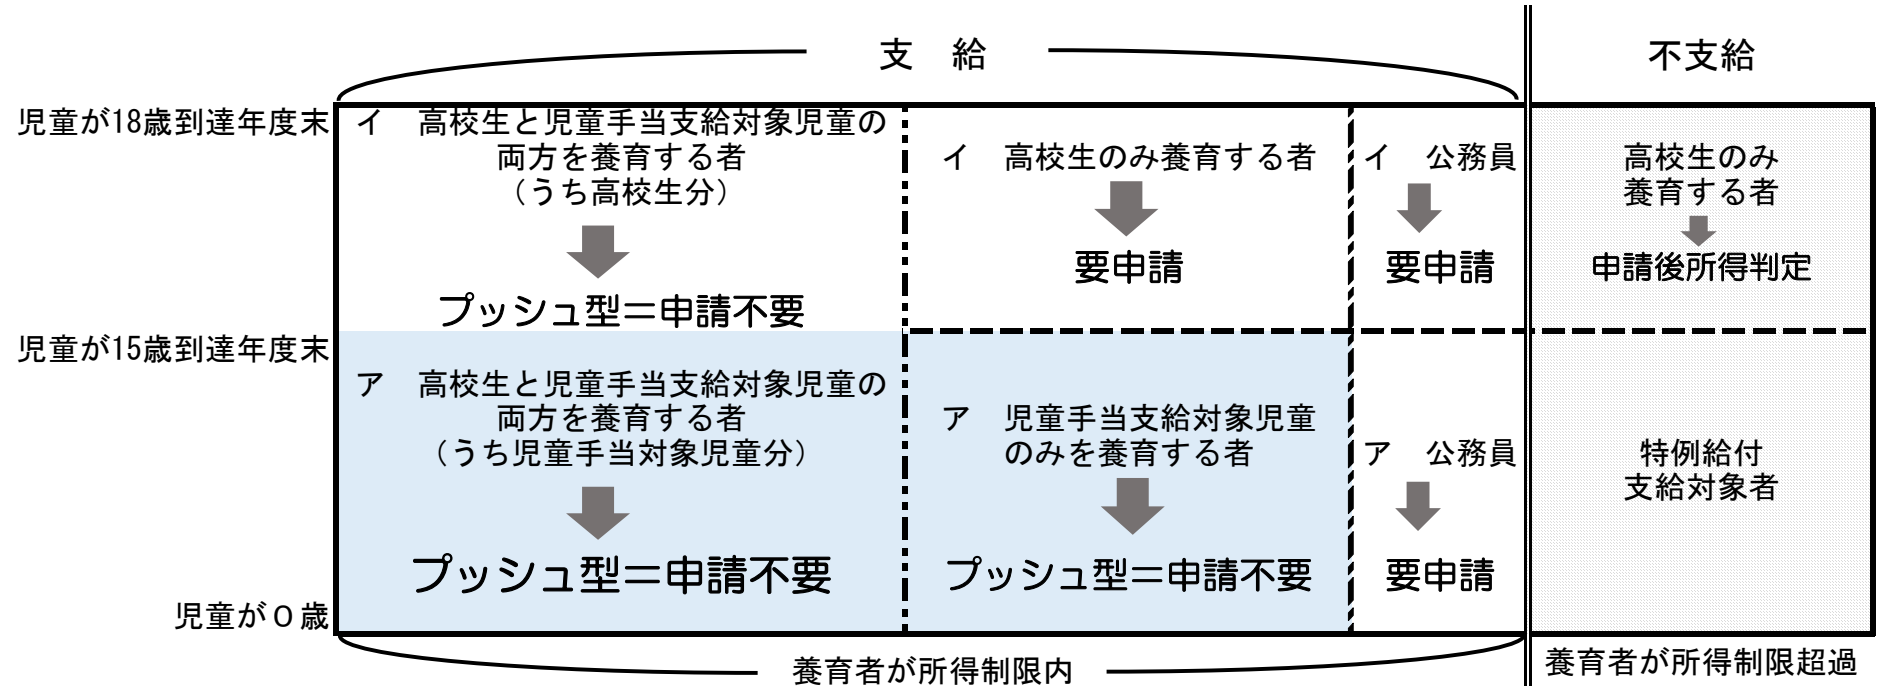 支　給
不支給
児童が18歳到達年度末
イ　高校生と児童手当支給対象児童の
両方を養育する者
（うち高校生分）
プッシュ型＝申請不要
イ　高校生のみ養育する者
要申請
イ　公務員
要申請
高校生のみ
養育する者
申請後所得判定
児童が15歳到達年度末
ア　高校生と児童手当支給対象児童の
両方を養育する者
（うち児童手当対象児童分）
プッシュ型＝申請不要
ア　児童手当支給対象児童
のみを養育する者
プッシュ型＝申請不要
ア　公務員
要申請
特例給付
支給対象者
児童が０歳
養育者が所得制限内
養育者が所得制限超過